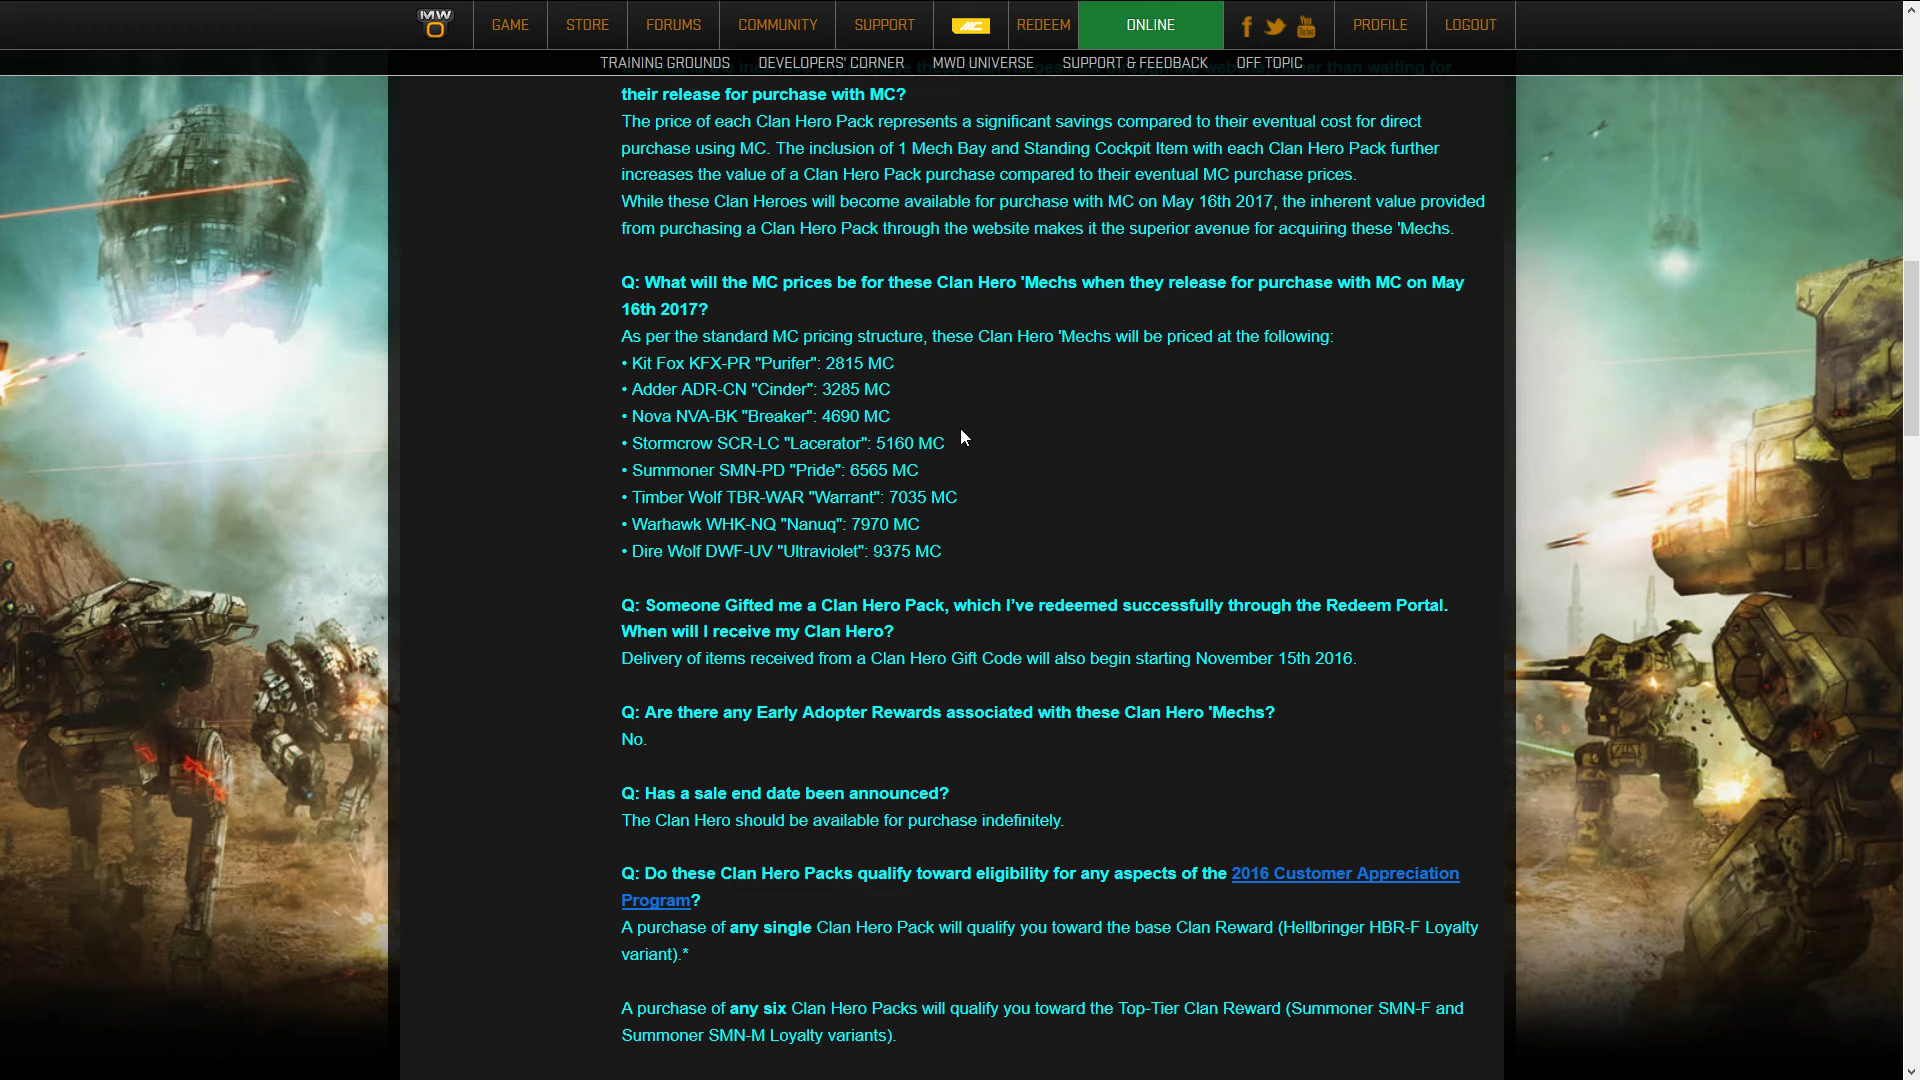 MW
GAME
STORE
FORUMS
COMMUNITY
SUPPORT
MC
REDEEM
ONLINE
f
You Tube
PROFILE
LOGOUT
TRAINING GROUNDS
DEVELOPERS' CORNER
MWO UNIVERSE
SUPPORT & FEEDBACK
OFF TOPIC
than waiting for
their release for purchase with MC?
The price of each Clan Hero Pack represents a significant savings compared to their eventual cost for direct
purchase using MC. The inclusion of 1 Mech Bay and Standing Cockpit Item with each Clan Hero Pack further
increases the value of a Clan Hero Pack purchase compared to their eventual MC purchase prices.
While these Clan Heroes will become available for purchase with MC on May 16th 2017, the inherent value provided
from purchasing a Clan Hero Pack through the website makes it the superior avenue for acquiring these 'Mechs.
Q: What will the MC prices be for these Clan Hero 'Mechs when they release for purchase with MC on May
16th 2017?
As per the standard MC pricing structure, these Clan Hero 'Mechs will be priced at the following:
• Kit Fox KFX-PR "Purifer": 2815 MC
• Adder ADR-CN "Cinder": 3285 MC
• Nova NVA-BK "Breaker": 4690 MC
• Stormcrow SCR-LC "Lacerator": 5160 MC
• Summoner SMN-PD "Pride": 6565 MC
• Timber Wolf TBR-WAR "Warrant": 7035 MC
• Warhawk WHK-NQ "Nanuq": 7970 MC
• Dire Wolf DWF-UV "Ultraviolet": 9375 MC
Q: Someone Gifted me a Clan Hero Pack, which I've redeemed successfully through the Redeem Portal.
When will I receive my Clan Hero?
Delivery of items received from a Clan Hero Gift Code will also begin starting November 15th 2016.
Q: Are there any Early Adopter Rewards associated with these Clan Hero 'Mechs?
No.
Q: Has a sale end date been announced?
The Clan Hero should be available for purchase indefinitely.
Q: Do these Clan Hero Packs qualify toward eligibility for any aspects of the 2016 Customer Appreciation
Program?
A purchase of any single Clan Hero Pack will qualify you toward the base Clan Reward (Hellbringer HBR-F Loyalty
variant).*
A purchase of any six Clan Hero Packs will qualify you toward the Top-Tier Clan Reward (Summoner SMN-F and
Summoner SMN-M Loyalty variants).